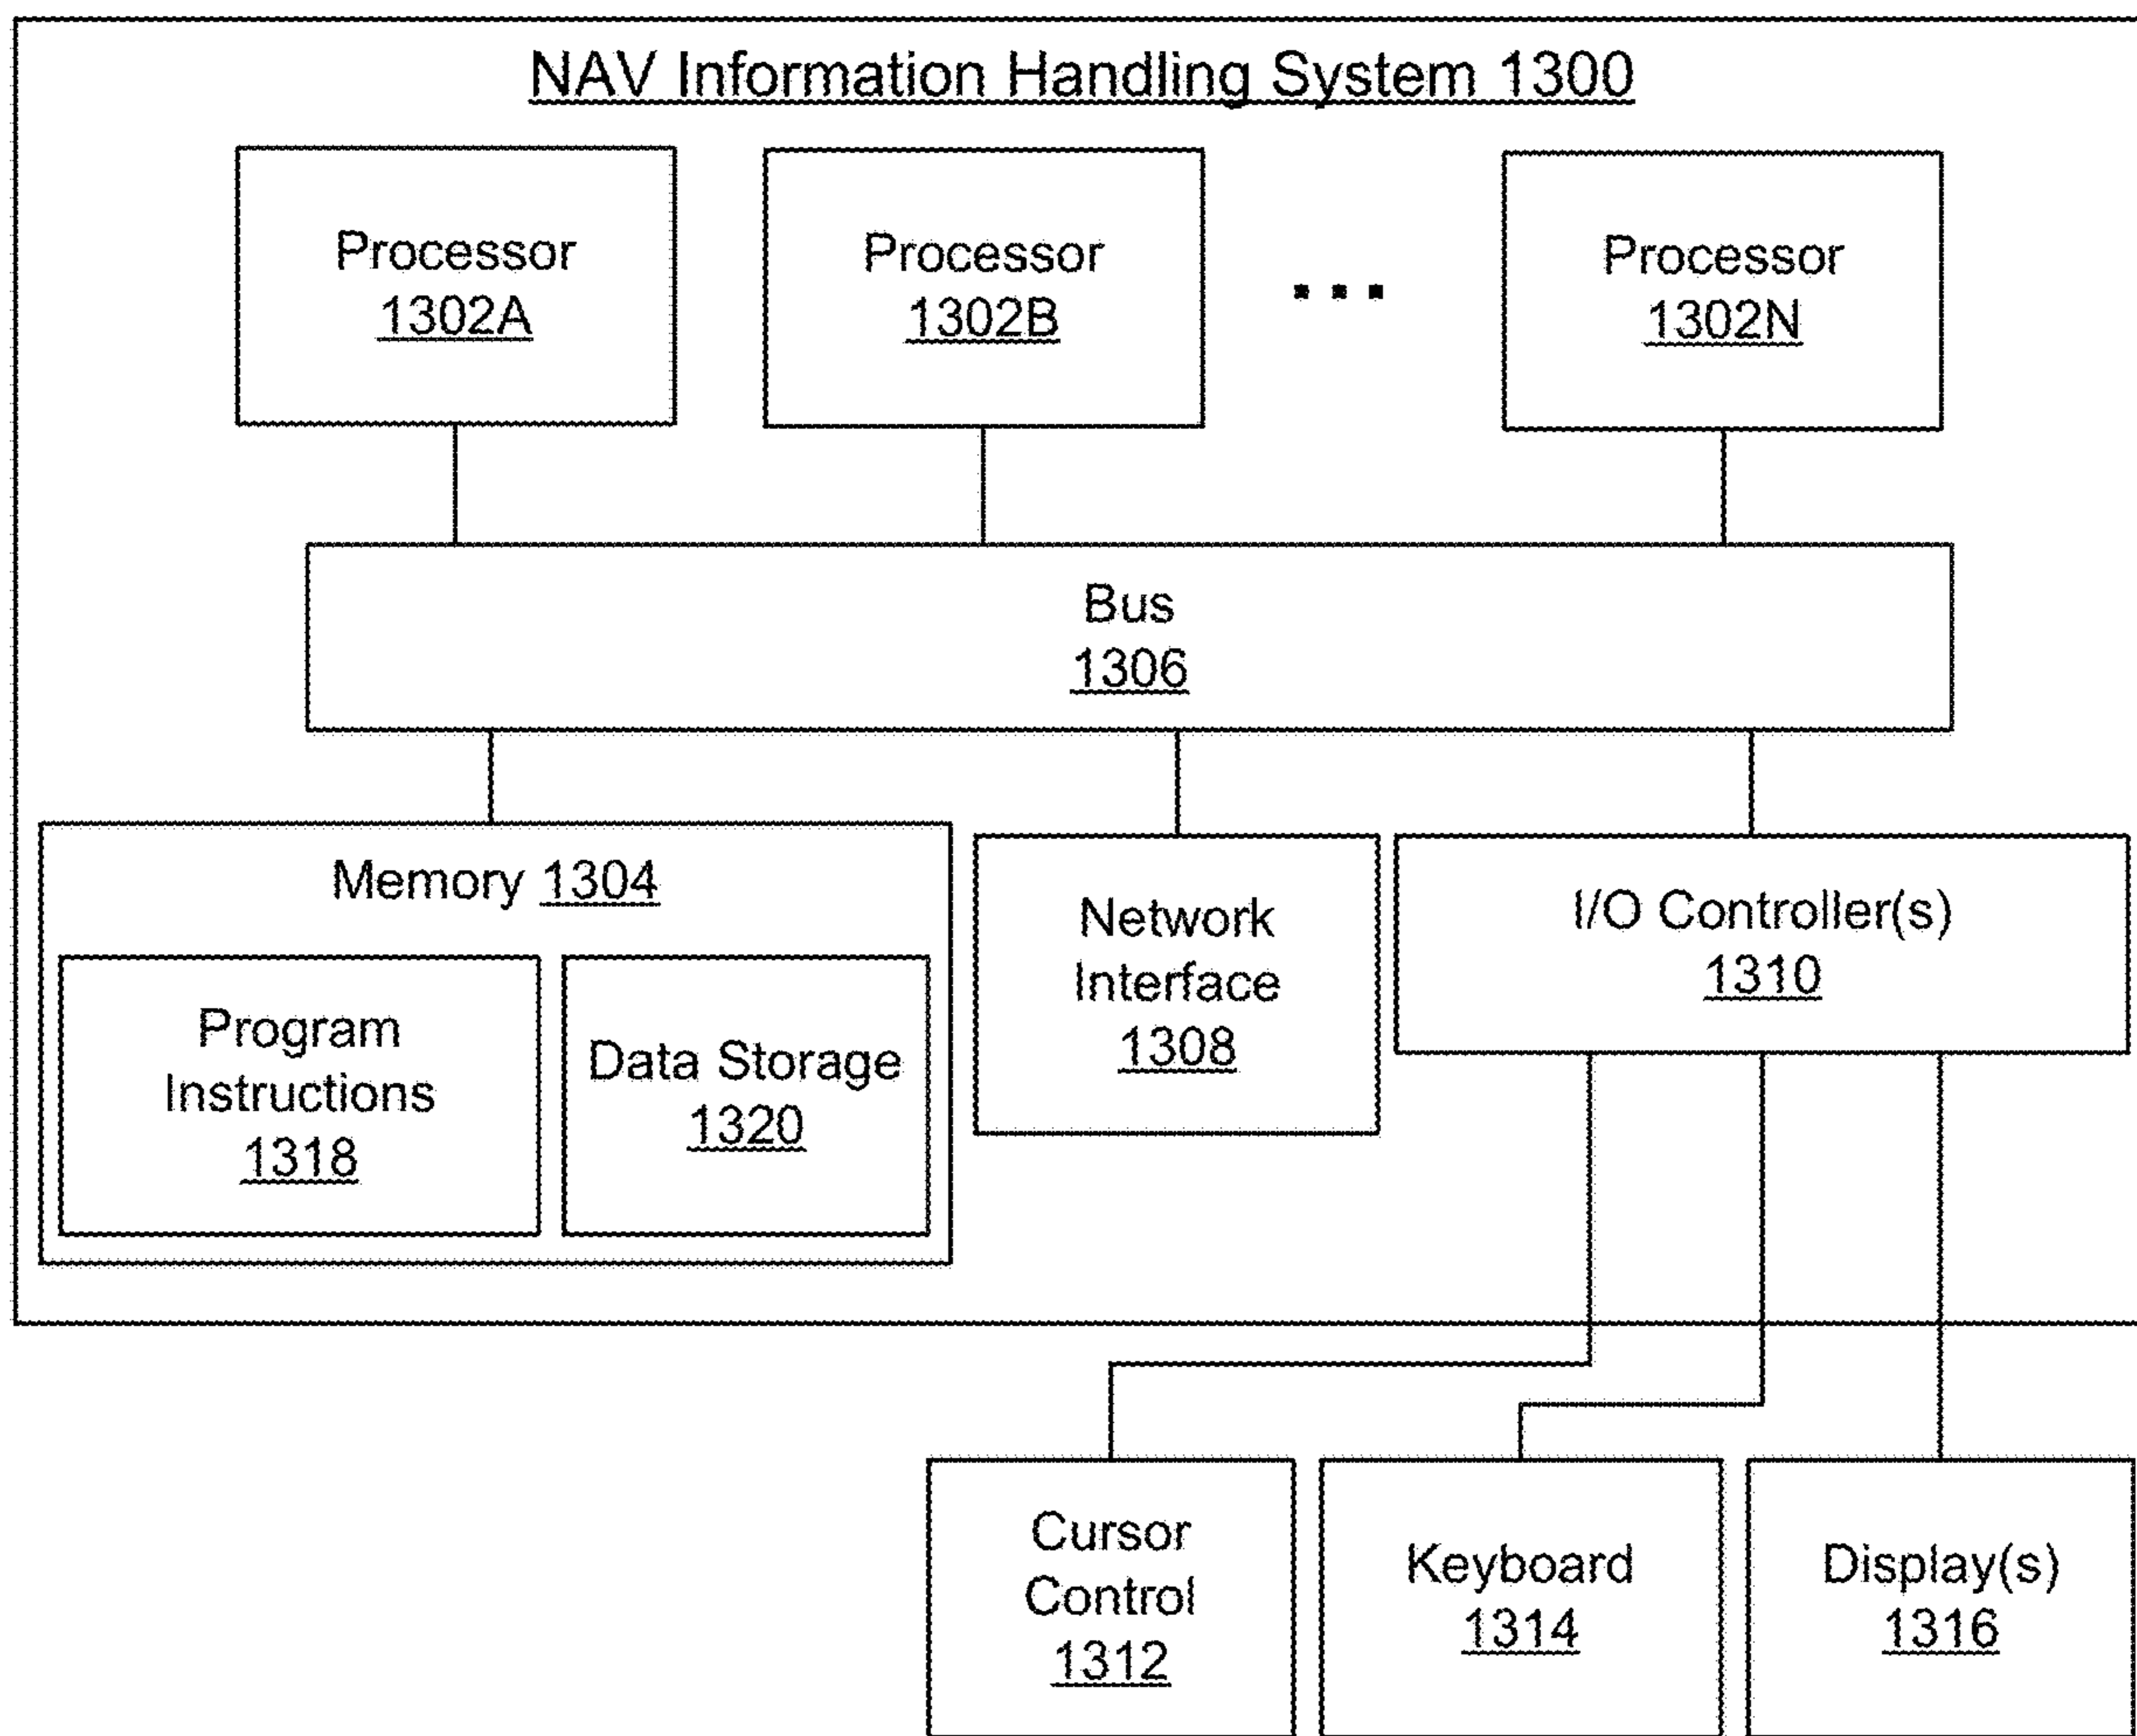 NAV Information Handling System 1300
Processor
1302A
Processor
1302B
...
Processor
1302N
Bus
1306
Memory 1304
Program
Instructions
1318
Data Storage
1320
Network
Interface
1308
I/O Controller(s)
1310
Cursor
Control
1312
Keyboard
1314
Display(s)
1316